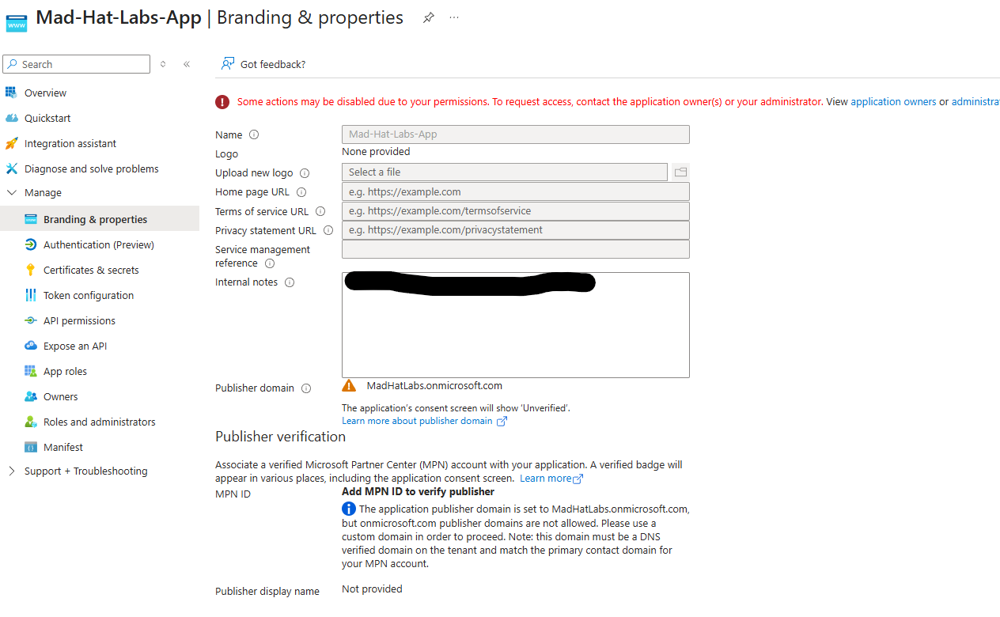 Mad-Hat-Labs-App | Branding & properties
Search
Got feedback?
Overview
Quickstart
Integration assistant
Diagnose and solve problems
Manage
Branding & properties
Authentication (Preview)
Certificates & secrets
Token configuration
API permissions
Expose an API
App roles
Owners
Roles and administrators
Manifest
Support + Troubleshooting
Some actions may be disabled due to your permissions. To request access, contact the application owner(s) or your administrator. View application owners or administra
Name
Mad-Hat-Labs-App
Logo
None provided
Upload new logo
Select a file
Home page URL
e.g. https://example.com
Terms of service URL
e.g. https://example.com/termsofservice
Privacy statement URL
e.g. https://example.com/privacystatement
Service management
reference
Internal notes
Publisher domain
MadHatLabs.onmicrosoft.com
The application's consent screen will show 'Unverified'.
Learn more about publisher domain
Publisher verification
Associate a verified Microsoft Partner Center (MPN) account with your application. A verified badge will
appear in various places, including the application consent screen. Learn more
MPN ID
Add MPN ID to verify publisher
The application publisher domain is set to MadHatLabs.onmicrosoft.com,
but onmicrosoft.com publisher domains are not allowed. Please use a
custom domain in order to proceed. Note: this domain must be a DNS
verified domain on the tenant and match the primary contact domain for
your MPN account.
Publisher display name
Not provided